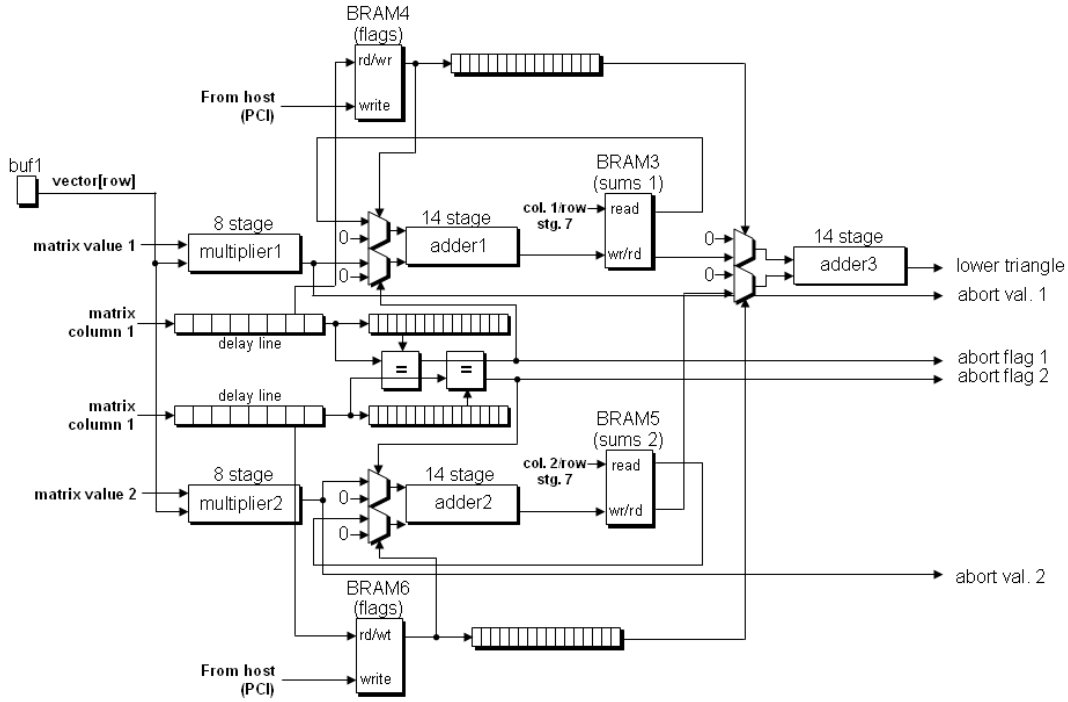 BRAM4
(flags)
rd/wr
From host
(PCI)
write
buf1
vector[row]
BRAM3
(sums 1)
8 stage
14 stage
col. 1/row
stg. 7
read
14 stage
matrix value 1
multiplier1
0
0
adder1
wr/rd
0
0
adder3
lower triangle
abort val. 1
matrix
column 1
delay line
=
=
abort flag 1
abort flag 2
matrix
column 1
delay line
BRAM5
(sums 2)
8 stage
14 stage
col. 2/row
stg. 7
read
matrix value 2
multiplier2
0
0
adder2
wr/rd
abort val. 2
BRAM6
(flags)
rd/wt
From host
(PCI)
write